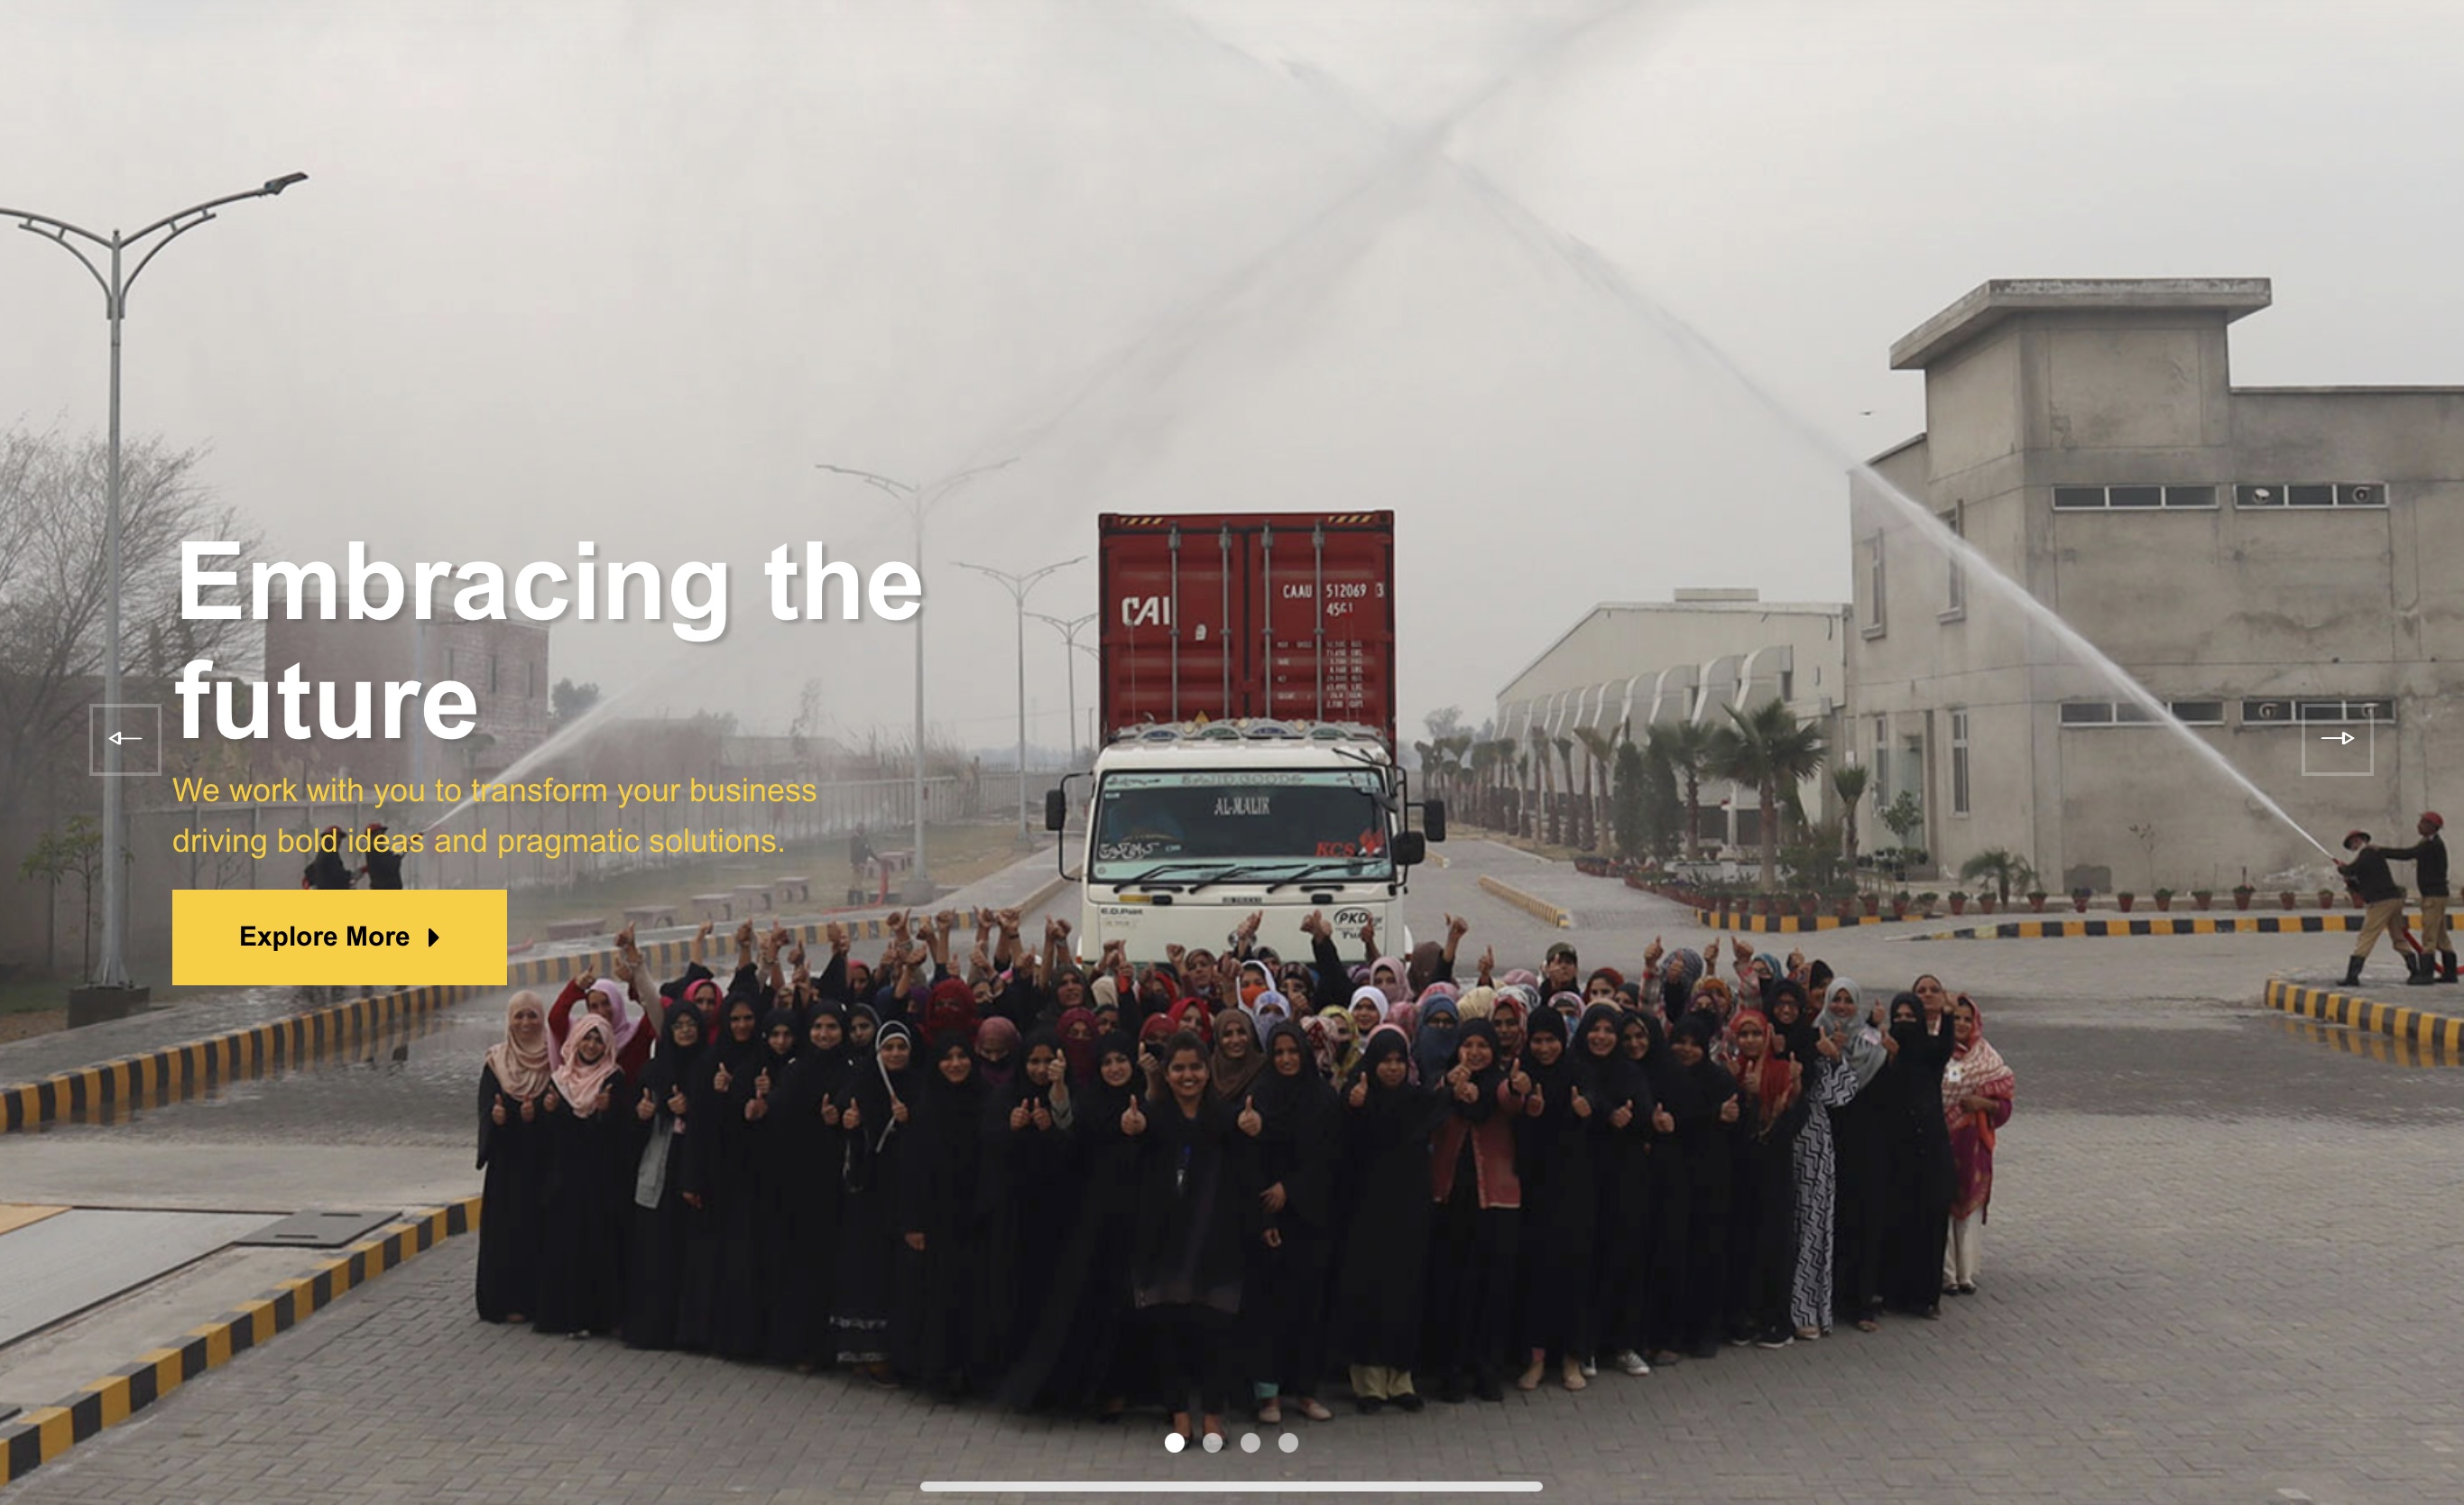 Embracing the
future
We work with you to transform your business
driving bold ideas and pragmatic solutions.
Explore More
CAI
CAAU 512069 3
45G1
AL-MALIK
KCS
PKD